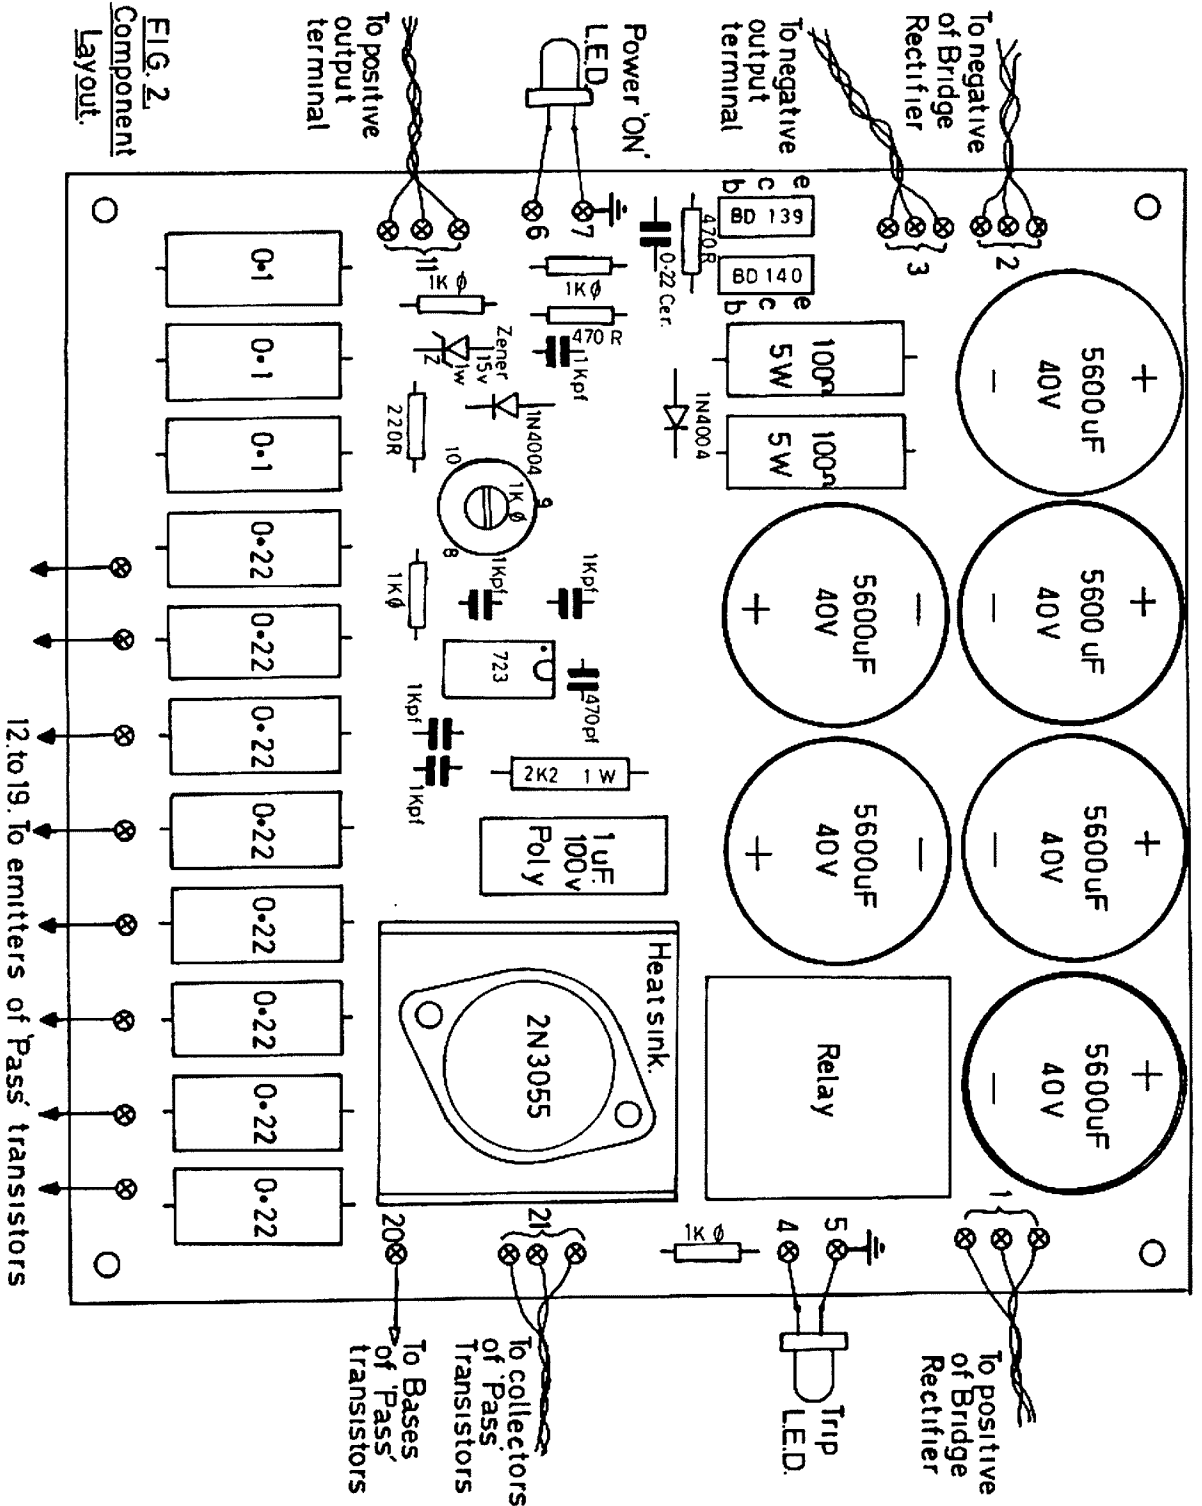 FIG. 2.
Component
Layout.
To negative
of Bridge
Rectifier
To negative
output
terminal
Power 'ON'
L.E.D.
To positive
output
terminal
2
3
7
6
11
e
c
b
BD 139
BD 140
e
c
b
470R
0·22 Cer.
1K Ø
470 R
1K Ø
1Kpf
Zener
15v
1w
Z
1N4004
220R
10
9
8
1K Ø
1N4004
100Ω
5W
100Ω
5W
+
5600uF
40V
−
+
5600uF
40V
−
+
5600uF
40V
−
+
5600uF
40V
−
−
5600uF
40V
+
−
5600uF
40V
+
1Kpf
1Kpf
1KØ
723
470pf
1Kpf
1Kpf
2K2 1W
1uF.
100v
Poly
Heatsink.
2N3055
Relay
0·1
0·1
0·1
0·22
0·22
0·22
0·22
0·22
0·22
0·22
0·22
12.to19.To emitters of 'Pass' transistors
1
5
4
1K Ø
21
20
To positive
of Bridge
Rectifier
Trip
L.E.D.
To collectors
of 'Pass'
Transistors
To Bases
of 'Pass'
transistors